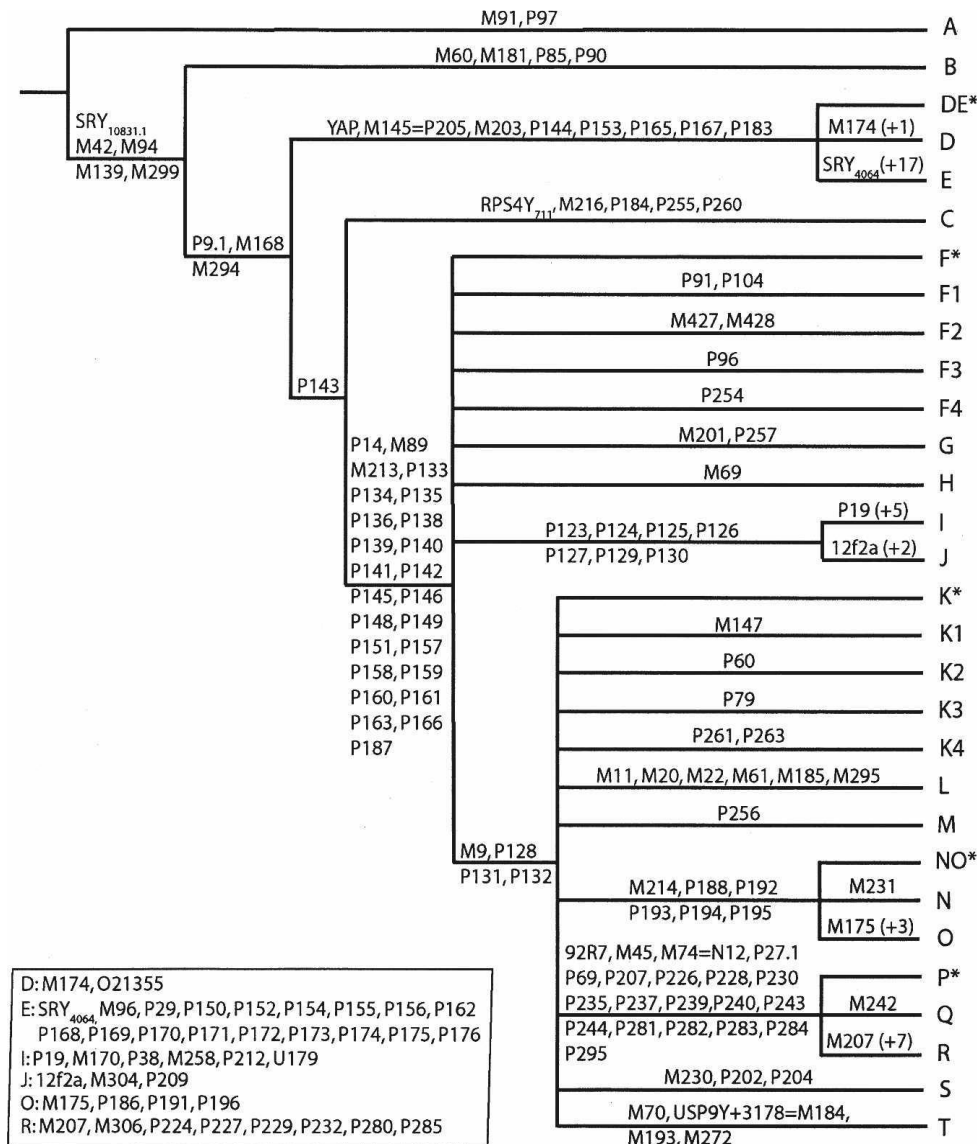 M91, P97
A
M60, M181, P85, P90
B
SRY10831.1
M42, M94
M139, M299
DE*
YAP, M145=P205, M203, P144, P153, P165, P167, P183
M174 (+1)
D
SRY4064 (+17)
E
RPS4Y711, M216, P184, P255, P260
C
P9.1, M168
M294
F*
P91, P104
F1
M427, M428
F2
P96
F3
P143
P254
F4
P14, M89
M213, P133
P134, P135
P136, P138
P139, P140
P141, P142
P145, P146
P148, P149
P151, P157
P158, P159
P160, P161
P163, P166
P187
M201, P257
G
M69
H
P123, P124, P125, P126
P127, P129, P130
P19 (+5)
I
12f2a (+2)
J
K*
M147
K1
P60
K2
P79
K3
P261, P263
K4
M11, M20, M22, M61, M185, M295
L
P256
M
M9, P128
P131, P132
NO*
M214, P188, P192
P193, P194, P195
M231
N
M175 (+3)
O
92R7, M45, M74=N12, P27.1
P69, P207, P226, P228, P230
P235, P237, P239, P240, P243
P244, P281, P282, P283, P284
P295
P*
M242
Q
M207 (+7)
R
M230, P202, P204
S
M70, USP9Y+3178=M184,
M193, M272
T
D: M174, O21355
E: SRY4064, M96, P29, P150, P152, P154, P155, P156, P162
P168, P169, P170, P171, P172, P173, P174, P175, P176
I: P19, M170, P38, M258, P212, U179
J: 12f2a, M304, P209
O: M175, P186, P191, P196
R: M207, M306, P224, P227, P229, P232, P280, P285